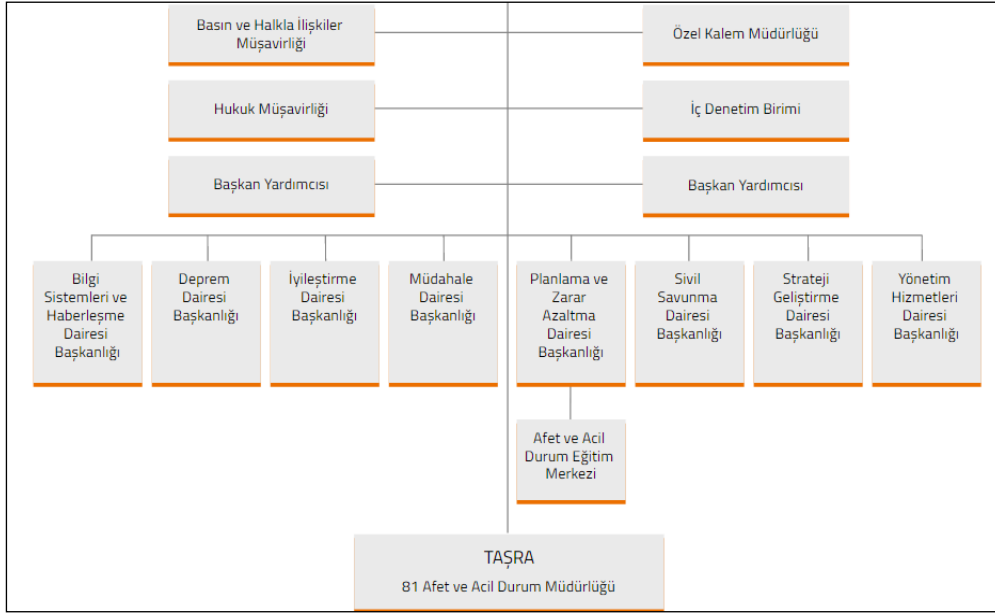 Basın ve Halkla İlişkiler
Müşavirliği
Özel Kalem Müdürlüğü
Hukuk Müşavirliği
İç Denetim Birimi
Başkan Yardımcısı
Başkan Yardımcısı
Bilgi
Sistemleri ve
Haberleşme
Dairesi
Başkanlığı
Deprem
Dairesi
Başkanlığı
İyileştirme
Dairesi
Başkanlığı
Müdahale
Dairesi
Başkanlığı
Planlama ve
Zarar
Azaltma
Dairesi
Başkanlığı
Sivil
Savunma
Dairesi
Başkanlığı
Strateji
Geliştirme
Dairesi
Başkanlığı
Yönetim
Hizmetleri
Dairesi
Başkanlığı
Afet ve Acil
Durum Eğitim
Merkezi
TAŞRA
81 Afet ve Acil Durum Müdürlüğü